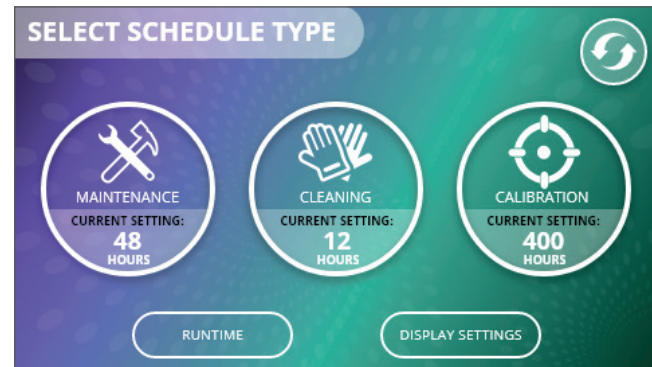 SELECT SCHEDULE TYPE
MAINTENANCE
CURRENT SETTING:
48
HOURS
CLEANING
CURRENT SETTING:
12
HOURS
CALIBRATION
CURRENT SETTING:
400
HOURS
RUNTIME
DISPLAY SETTINGS